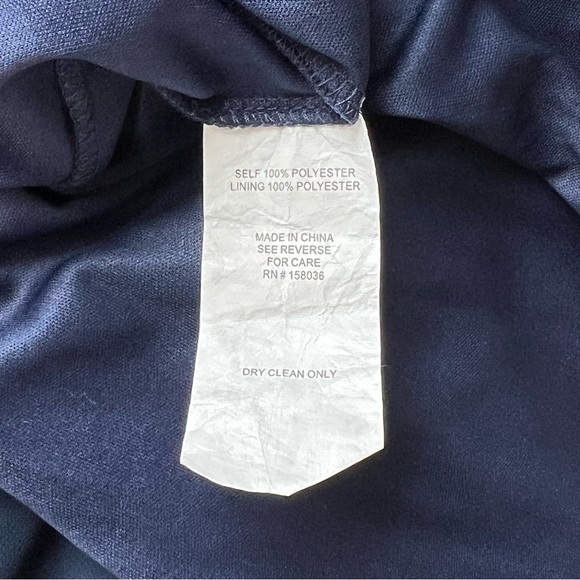 SELF 100% POLYESTER
LINING 100% POLYESTER
MADE IN CHINA
SEE REVERSE
FOR CARE
RN # 158036
DRY CLEAN ONLY